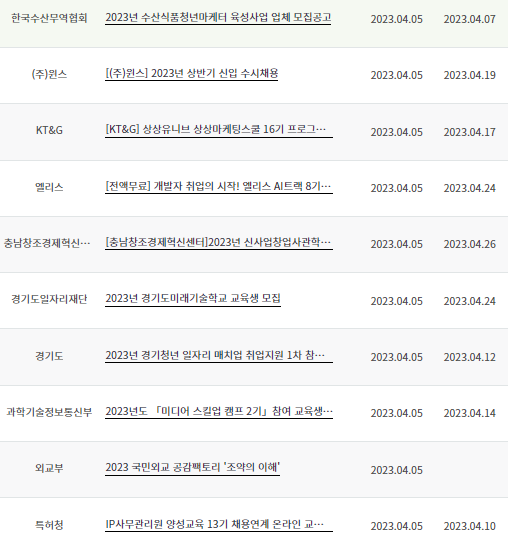 한국수산무역협회 2023년 수산식품청년마케터 육성사업 업체 모집공고 2023.04.05 2023.04.07
(주)윈스 [(주)윈스] 2023년 상반기 신입 수시채용 2023.04.05 2023.04.19
KT&G [KT&G] 상상유니브 상상마케팅스쿨 16기 프로그… 2023.04.05 2023.04.17
엘리스 [전액무료] 개발자 취업의 시작! 엘리스 AI트랙 8기… 2023.04.05 2023.04.24
충남창조경제혁신… [충남창조경제혁신센터]2023년 신사업창업사관학… 2023.04.05 2023.04.26
경기도일자리재단 2023년 경기도미래기술학교 교육생 모집 2023.04.05 2023.04.24
경기도 2023년 경기청년 일자리 매치업 취업지원 1차 참… 2023.04.05 2023.04.12
과학기술정보통신부 2023년도 「미디어 스킬업 캠프 2기」 참여 교육생… 2023.04.05 2023.04.14
외교부 2023 국민외교 공감팩토리 '조약의 이해' 2023.04.05
특허청 IP사무관리원 양성교육 13기 채용연계 온라인 교… 2023.04.05 2023.04.10